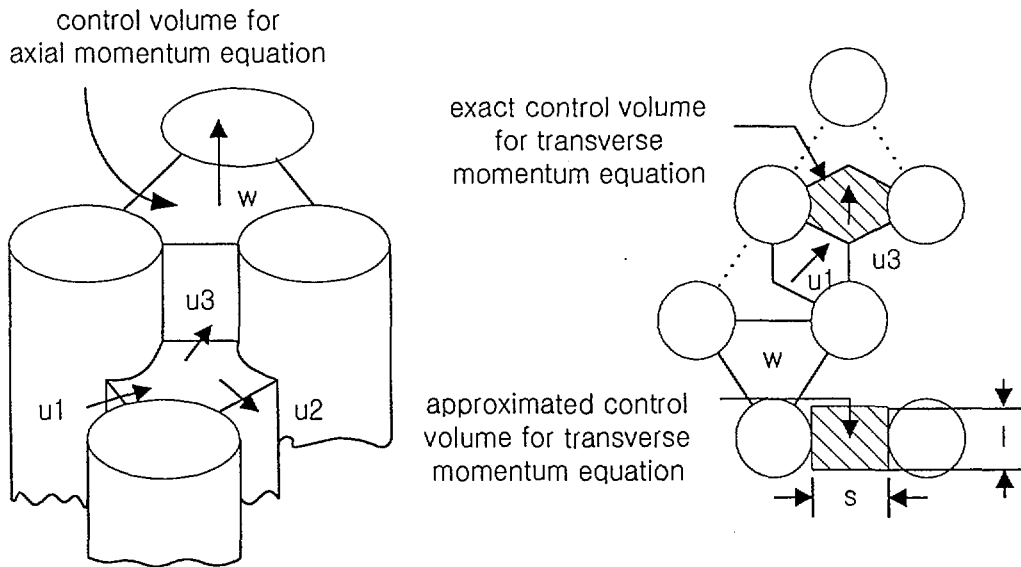 control volume for
axial momentum equation
w
u3
u1
u2
exact control volume
for transverse
momentum equation
u1
u3
w
approximated control
volume for transverse
momentum equation
l
s